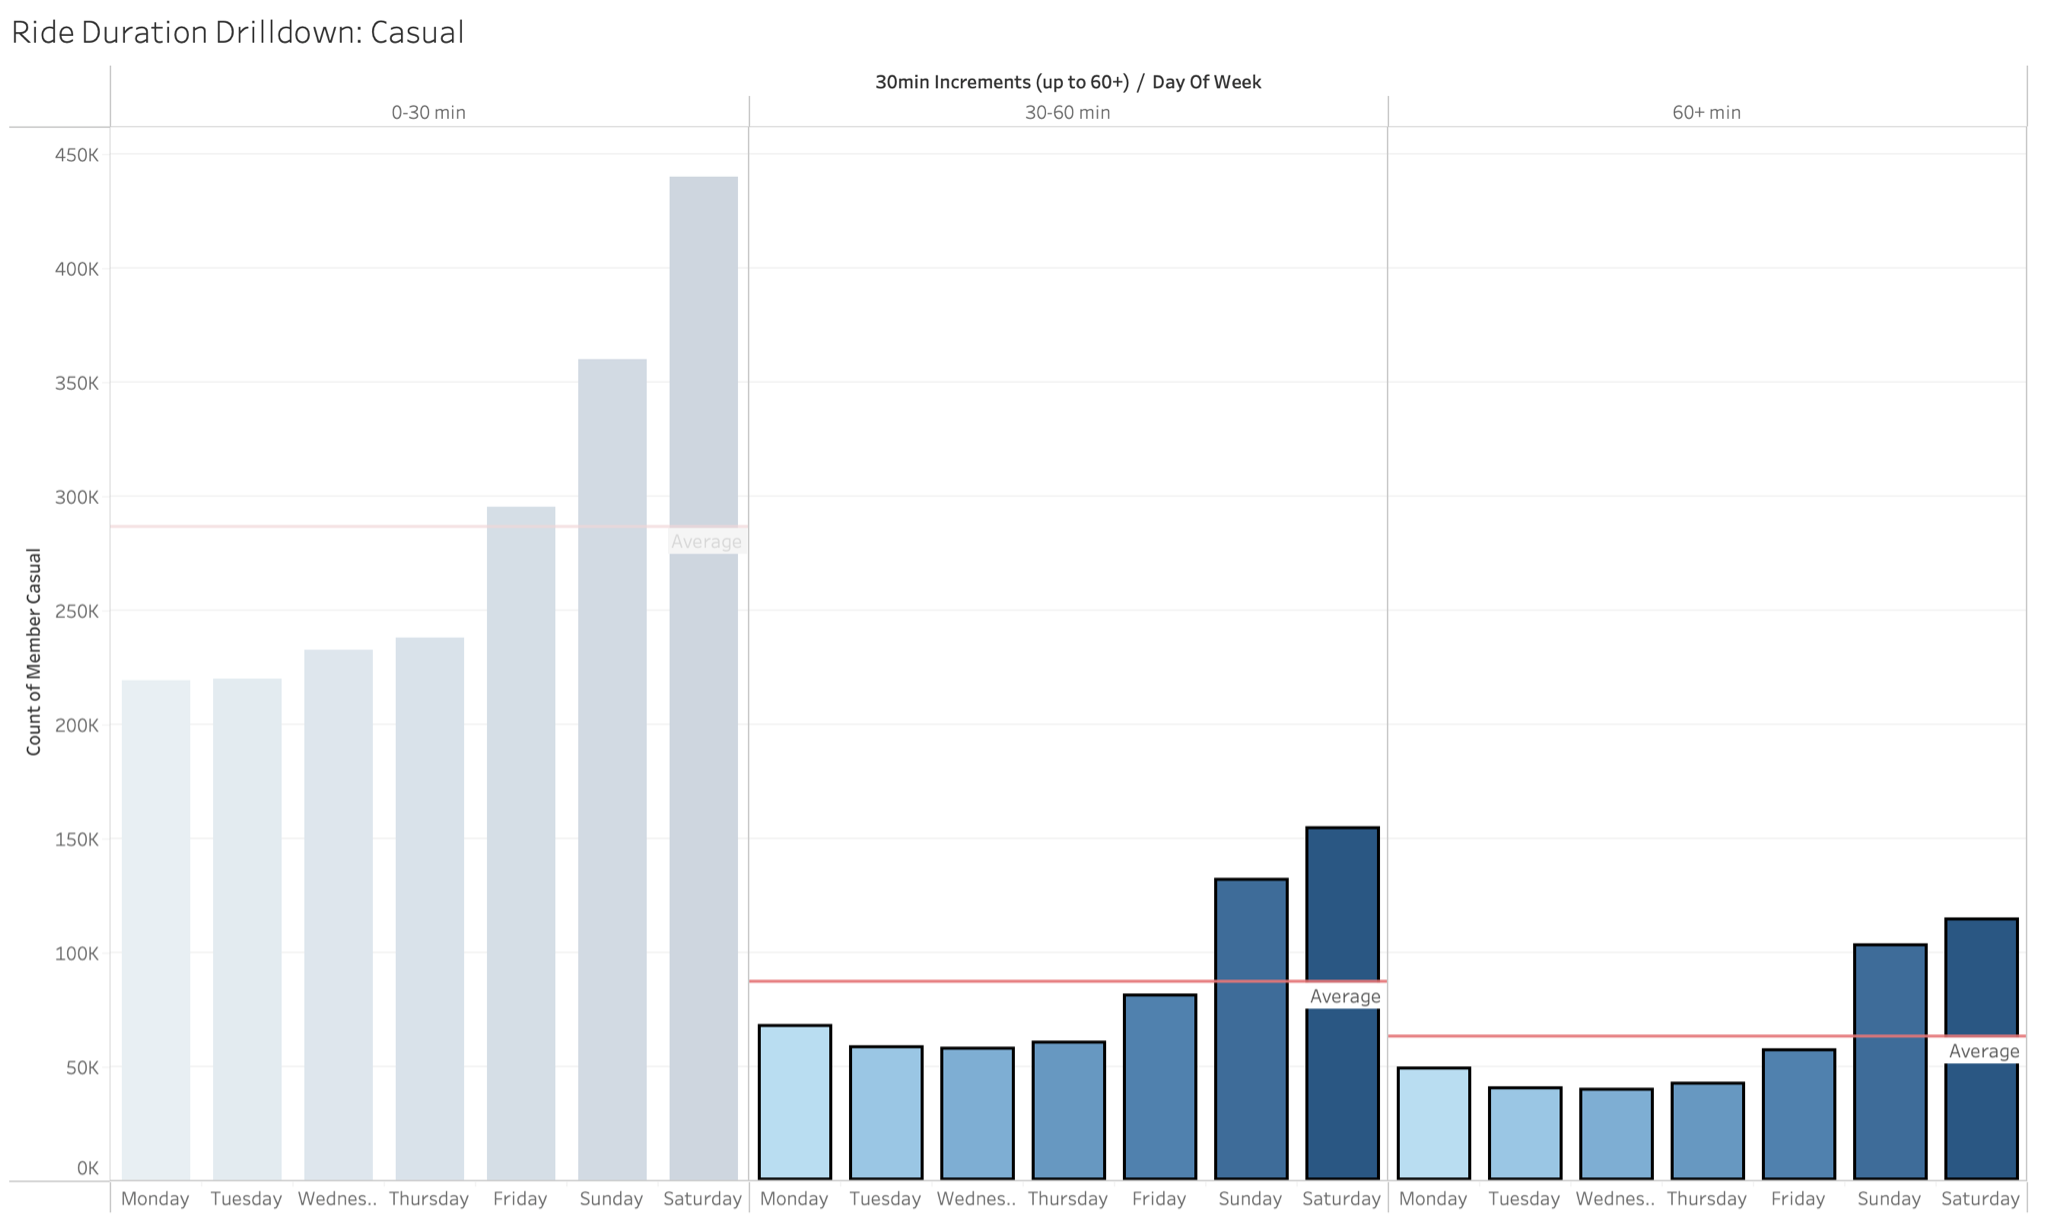 Ride Duration Drilldown: Casual
30min Increments (up to 60+) / Day Of Week
0-30 min 30-60 min 60+ min
Count of Member Casual
450K
400K
350K
300K
250K
200K
150K
100K
50K
0K
Average
Average
Average
Monday Tuesday Wednes.. Thursday Friday Sunday Saturday Monday Tuesday Wednes.. Thursday Friday Sunday Saturday Monday Tuesday Wednes.. Thursday Friday Sunday Saturday